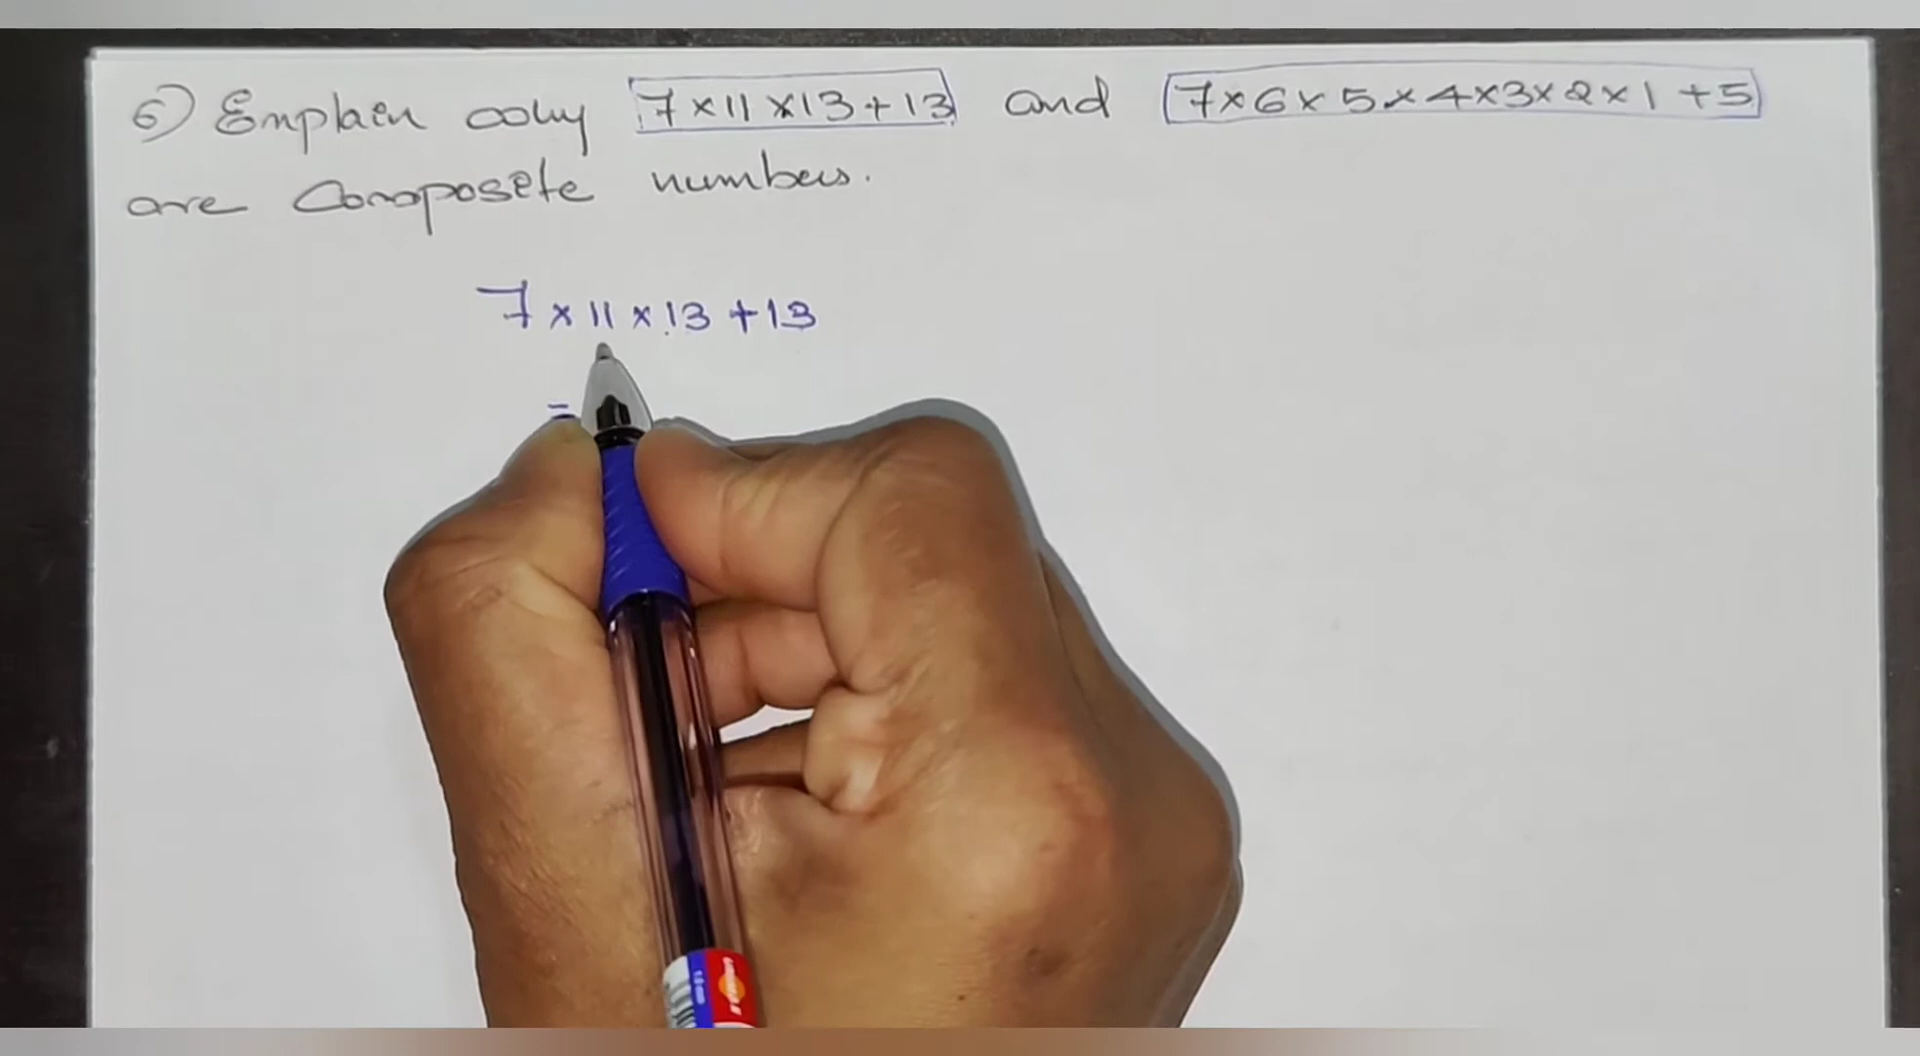 6) Explain why 7×11×13+13 and 7×6×5×4×3×2×1+5
are Composite numbers.
7×11×13+13
=